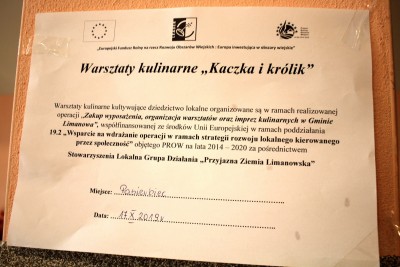 „Europejski Fundusz Rolny na rzecz Rozwoju Obszarów Wiejskich - Europa inwestująca w obszary wiejskie"
Warsztaty kulinarne „Kaczka i królik"
Warsztaty kulinarne kultywujące dziedzictwo lokalne organizowane są w ramach realizowanej
operacji „Zakup wyposażenia, organizacja warsztatów oraz imprez kulinarnych w Gminie
Limanowa", współfinansowanej ze środków Unii Europejskiej w ramach poddziałania
19.2 „Wsparcie na wdrażanie operacji w ramach strategii rozwoju lokalnego kierowanego
przez społeczność" objętego PROW na lata 2014 – 2020 za pośrednictwem
Stowarzyszenia Lokalna Grupa Działania „Przyjazna Ziemia Limanowska"
Miejsce: Pasierbiec
Data: 17 X 2019r